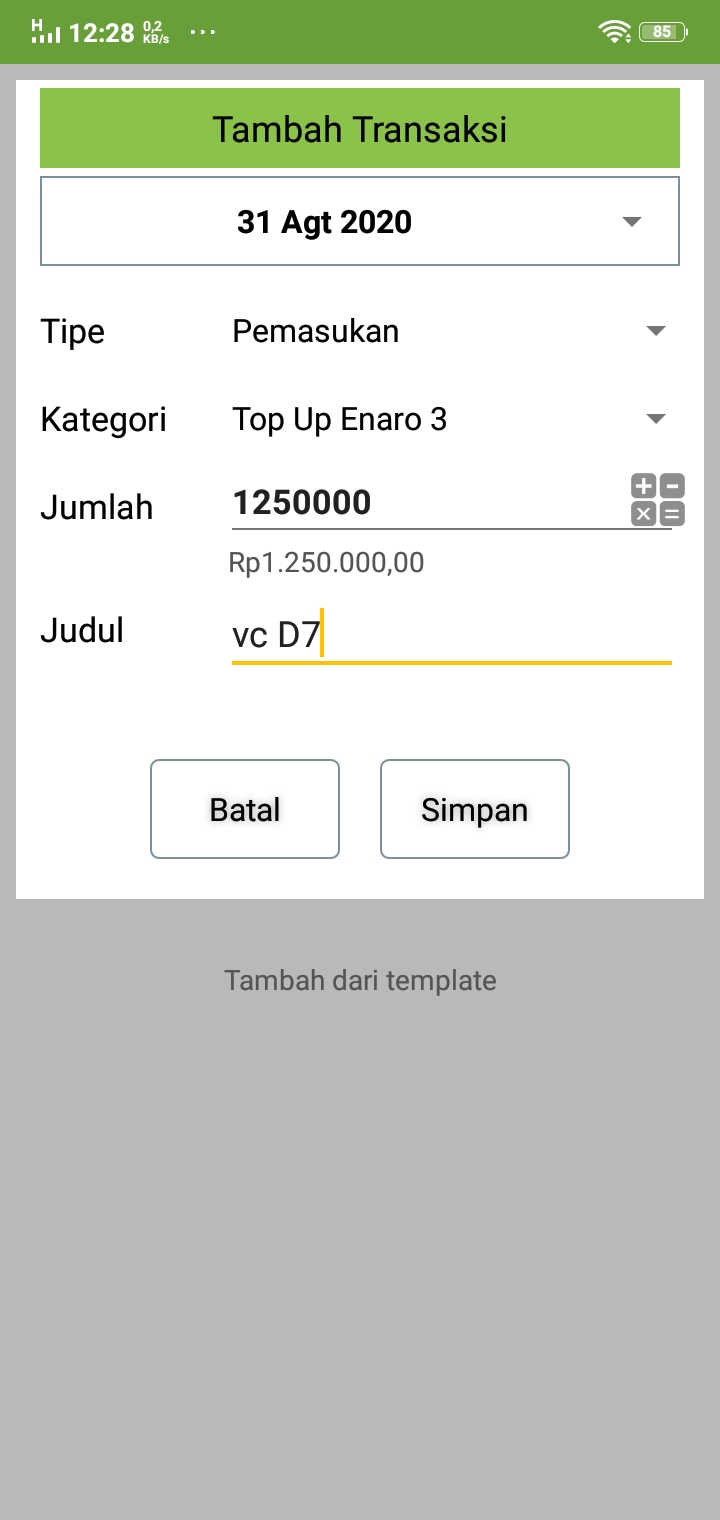 H 12:28 0,2 KB/s ... 85
Tambah Transaksi
31 Agt 2020
Tipe Pemasukan
Kategori Top Up Enaro 3
Jumlah 1250000
Rp1.250.000,00
Judul vc D7
Batal Simpan
Tambah dari template